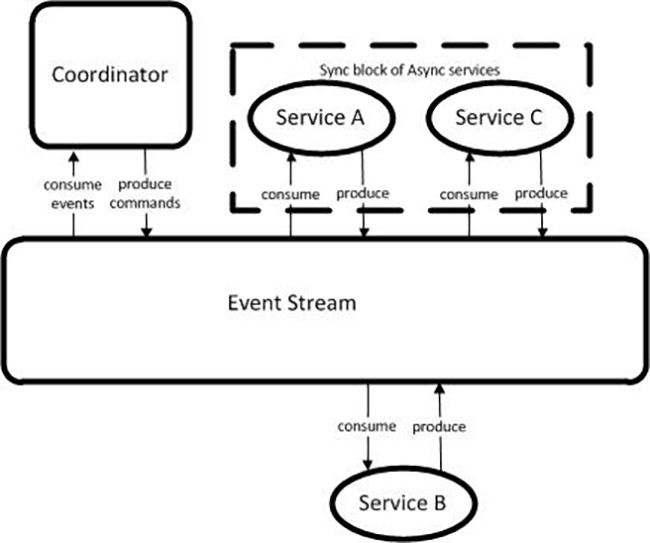 Coordinator
Sync block of Async services
Service A
Service C
consume
events
produce
commands
consume
produce
consume
produce
Event Stream
consume
produce
Service B